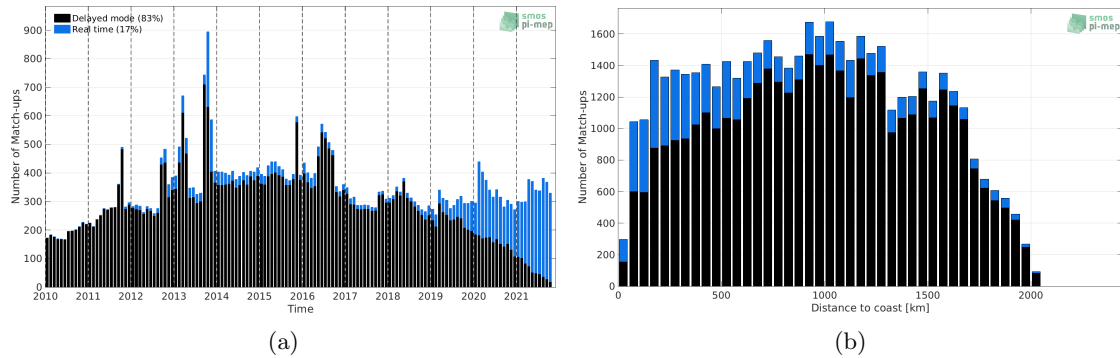 Delayed mode (83%)
Real time (17%)
smos
pi-mep
Number of Match-ups
900
800
700
600
500
400
300
200
100
0
2010 2011 2012 2013 2014 2015 2016 2017 2018 2019 2020 2021
Time
(a)
smos
pi-mep
Number of Match-ups
1600
1400
1200
1000
800
600
400
200
0
0 500 1000 1500 2000
Distance to coast [km]
(b)